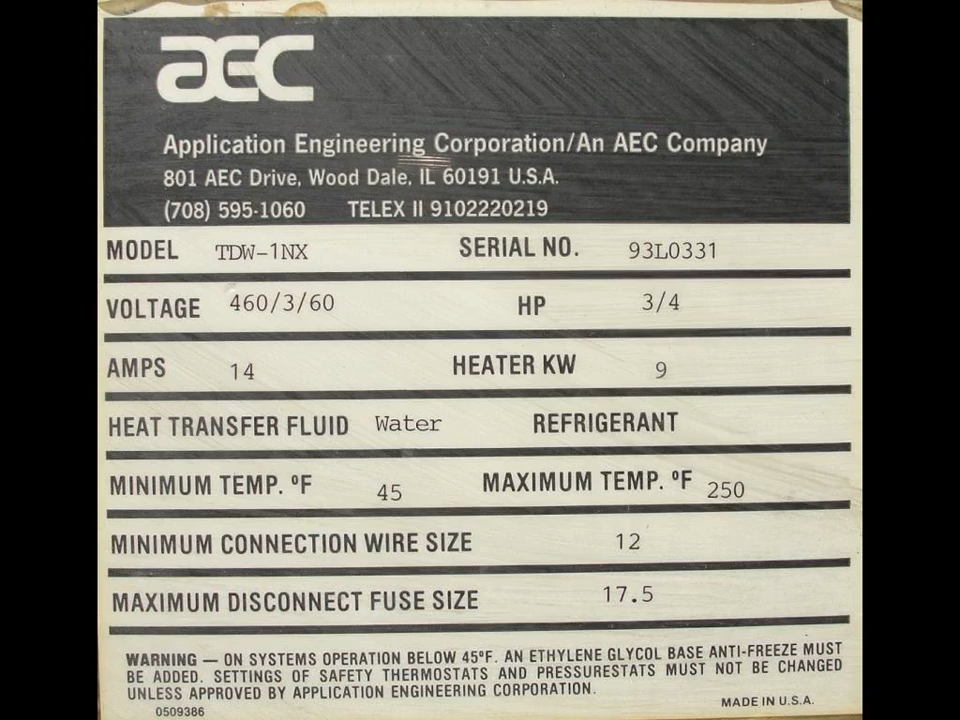 AEC
Application Engineering Corporation/An AEC Company
801 AEC Drive, Wood Dale, IL 60191 U.S.A.
(708) 595-1060 TELEX II 9102220219
MODEL TDW-1NX SERIAL NO. 93L0331
VOLTAGE 460/3/60 HP 3/4
AMPS 14 HEATER KW 9
HEAT TRANSFER FLUID Water REFRIGERANT
MINIMUM TEMP. ºF 45 MAXIMUM TEMP. ºF 250
MINIMUM CONNECTION WIRE SIZE 12
MAXIMUM DISCONNECT FUSE SIZE 17.5
WARNING — ON SYSTEMS OPERATION BELOW 45ºF. AN ETHYLENE GLYCOL BASE ANTI-FREEZE MUST
BE ADDED. SETTINGS OF SAFETY THERMOSTATS AND PRESSURESTATS MUST NOT BE CHANGED
UNLESS APPROVED BY APPLICATION ENGINEERING CORPORATION.
0509386 MADE IN U.S.A.